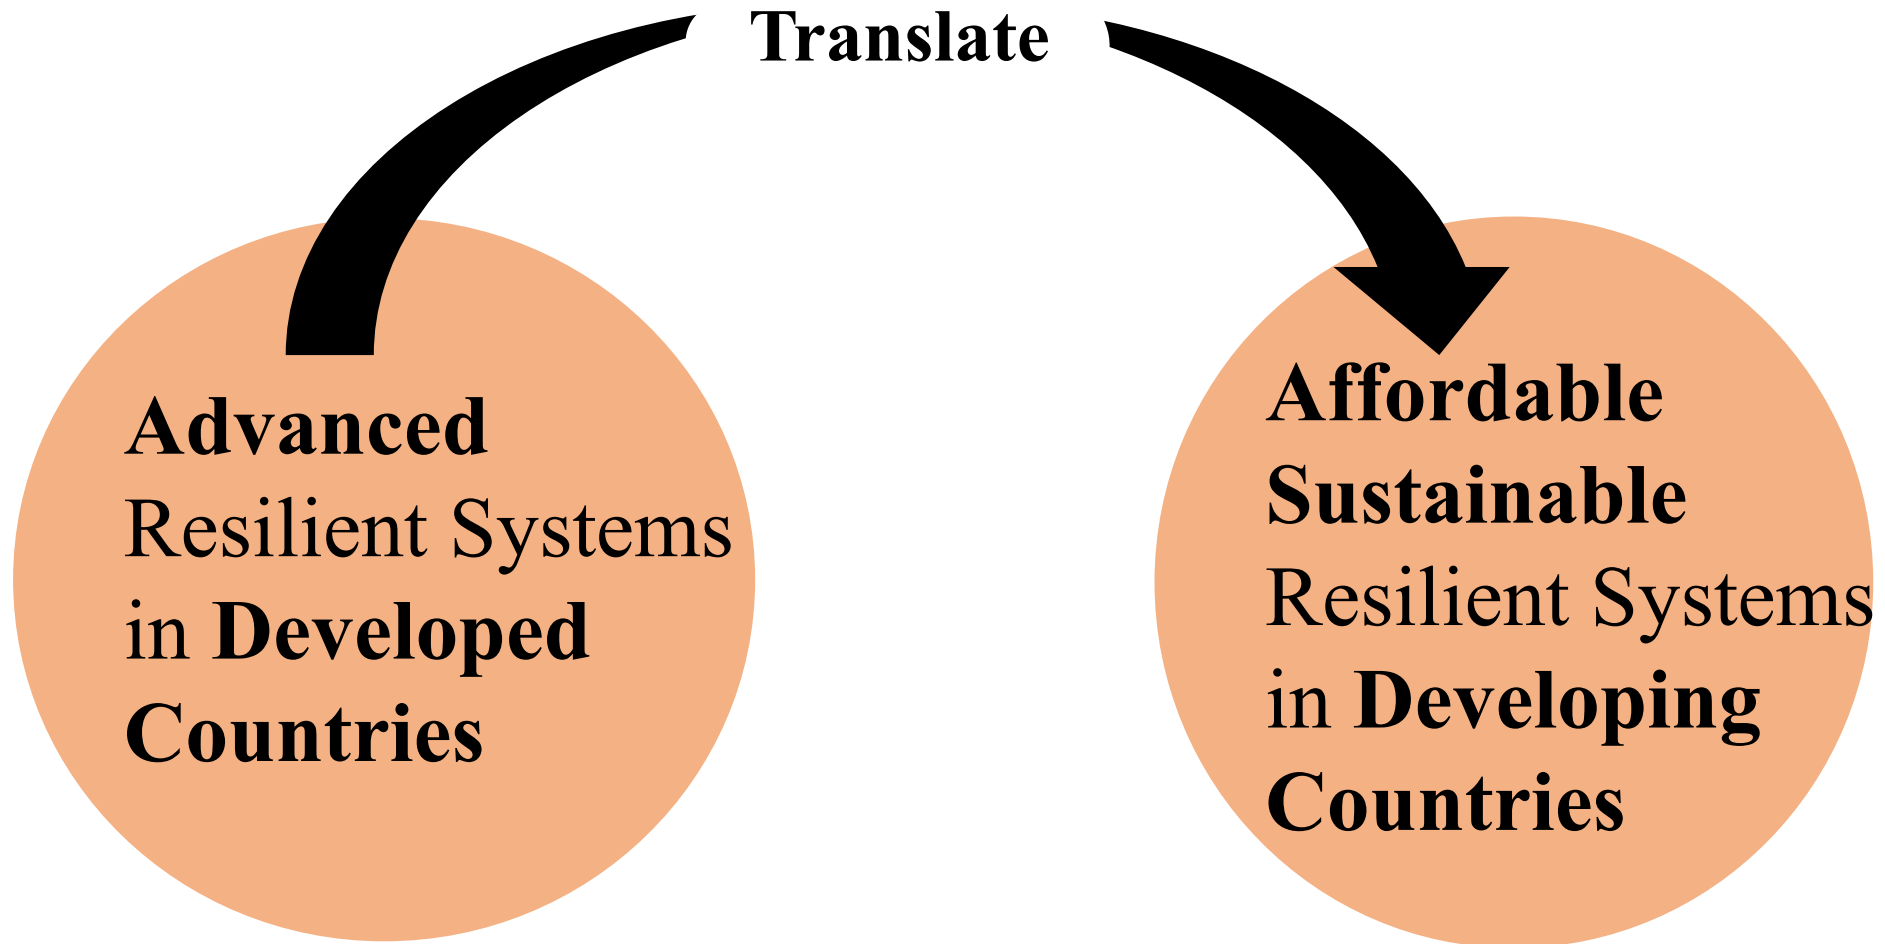 Translate
Advanced
Resilient Systems
in Developed
Countries
Affordable
Sustainable
Resilient Systems
in Developing
Countries